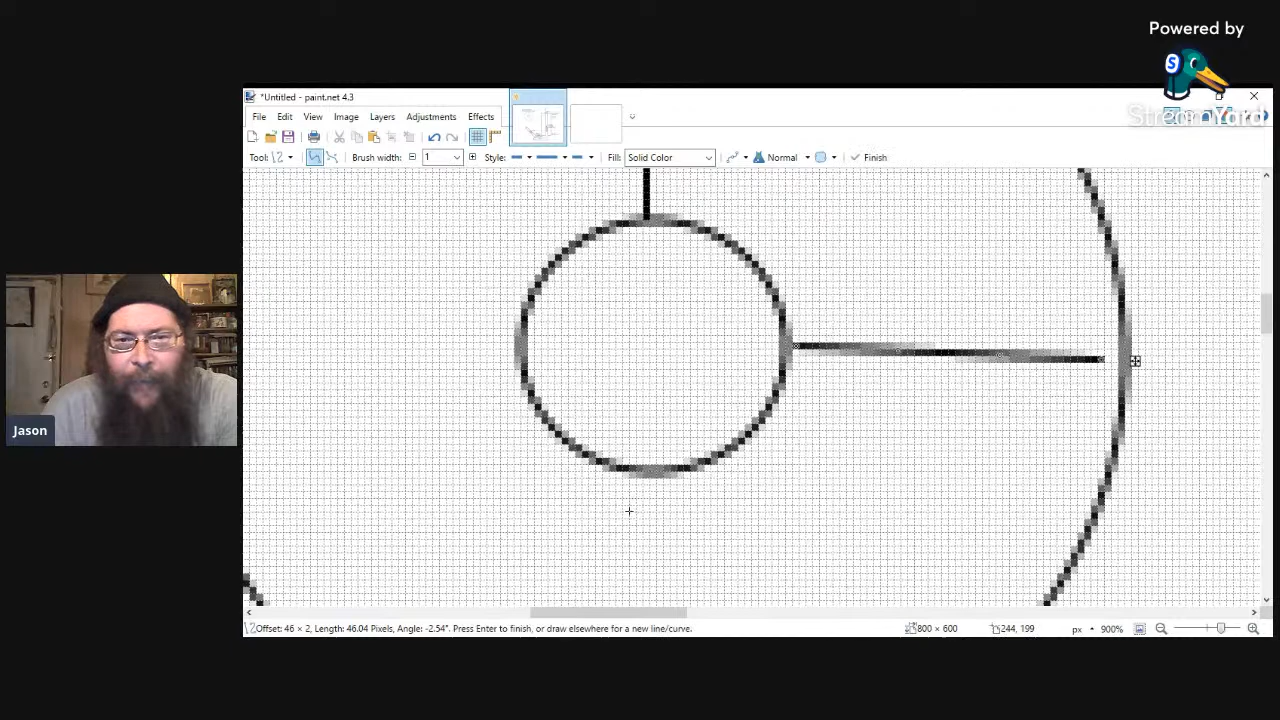 Powered by
StreamYard
*Untitled - paint.net 4.3
File Edit View Image Layers Adjustments Effects
Tool: Brush width: 1 Style: Fill: Solid Color Normal Finish
Jason
Offset: 46 × 2, Length: 46.04 Pixels, Angle: -2.54°. Press Enter to finish, or draw elsewhere for a new line/curve. 800 × 600 244, 199 px 900%